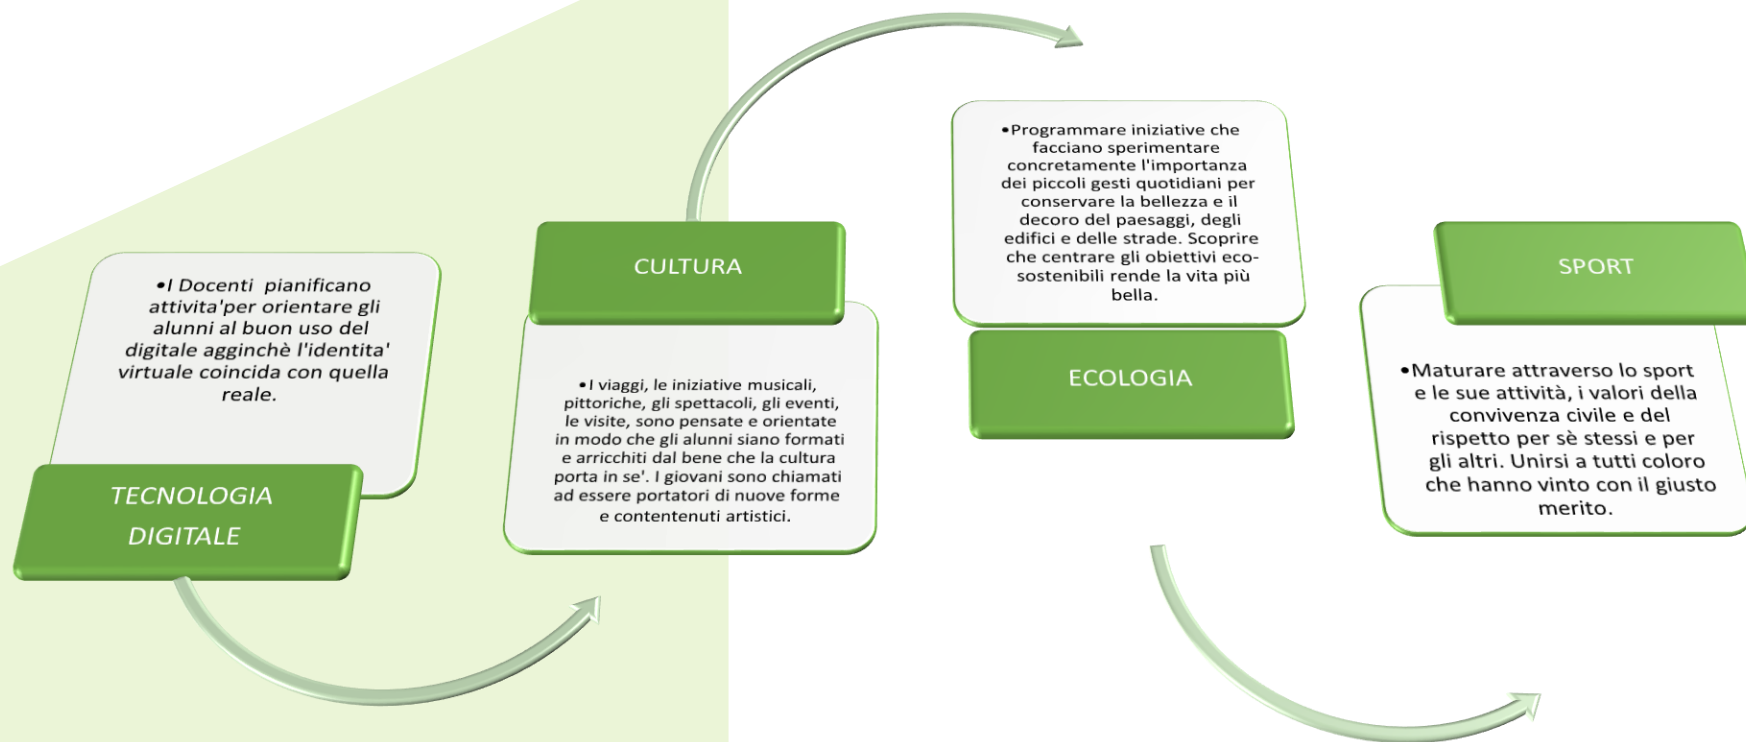 •I Docenti  pianificano
attivita'per orientare gli
alunni al buon uso del
digitale agginchè l'identita'
virtuale coincida con quella
reale.
TECNOLOGIA
DIGITALE
CULTURA
•I viaggi, le iniziative musicali,
pittoriche, gli spettacoli, gli eventi,
le visite, sono pensate e orientate
in modo che gli alunni siano formati
e arricchiti dal bene che la cultura
porta in se'. I giovani sono chiamati
ad essere portatori di nuove forme
e contentenuti artistici.
•Programmare iniziative che
facciano sperimentare
concretamente l'importanza
dei piccoli gesti quotidiani per
conservare la bellezza e il
decoro del paesaggi, degli
edifici e delle strade. Scoprire
che centrare gli obiettivi eco-
sostenibili rende la vita più
bella.
ECOLOGIA
SPORT
•Maturare attraverso lo sport
e le sue attività, i valori della
convivenza civile e del
rispetto per sè stessi e per
gli altri. Unirsi a tutti coloro
che hanno vinto con il giusto
merito.